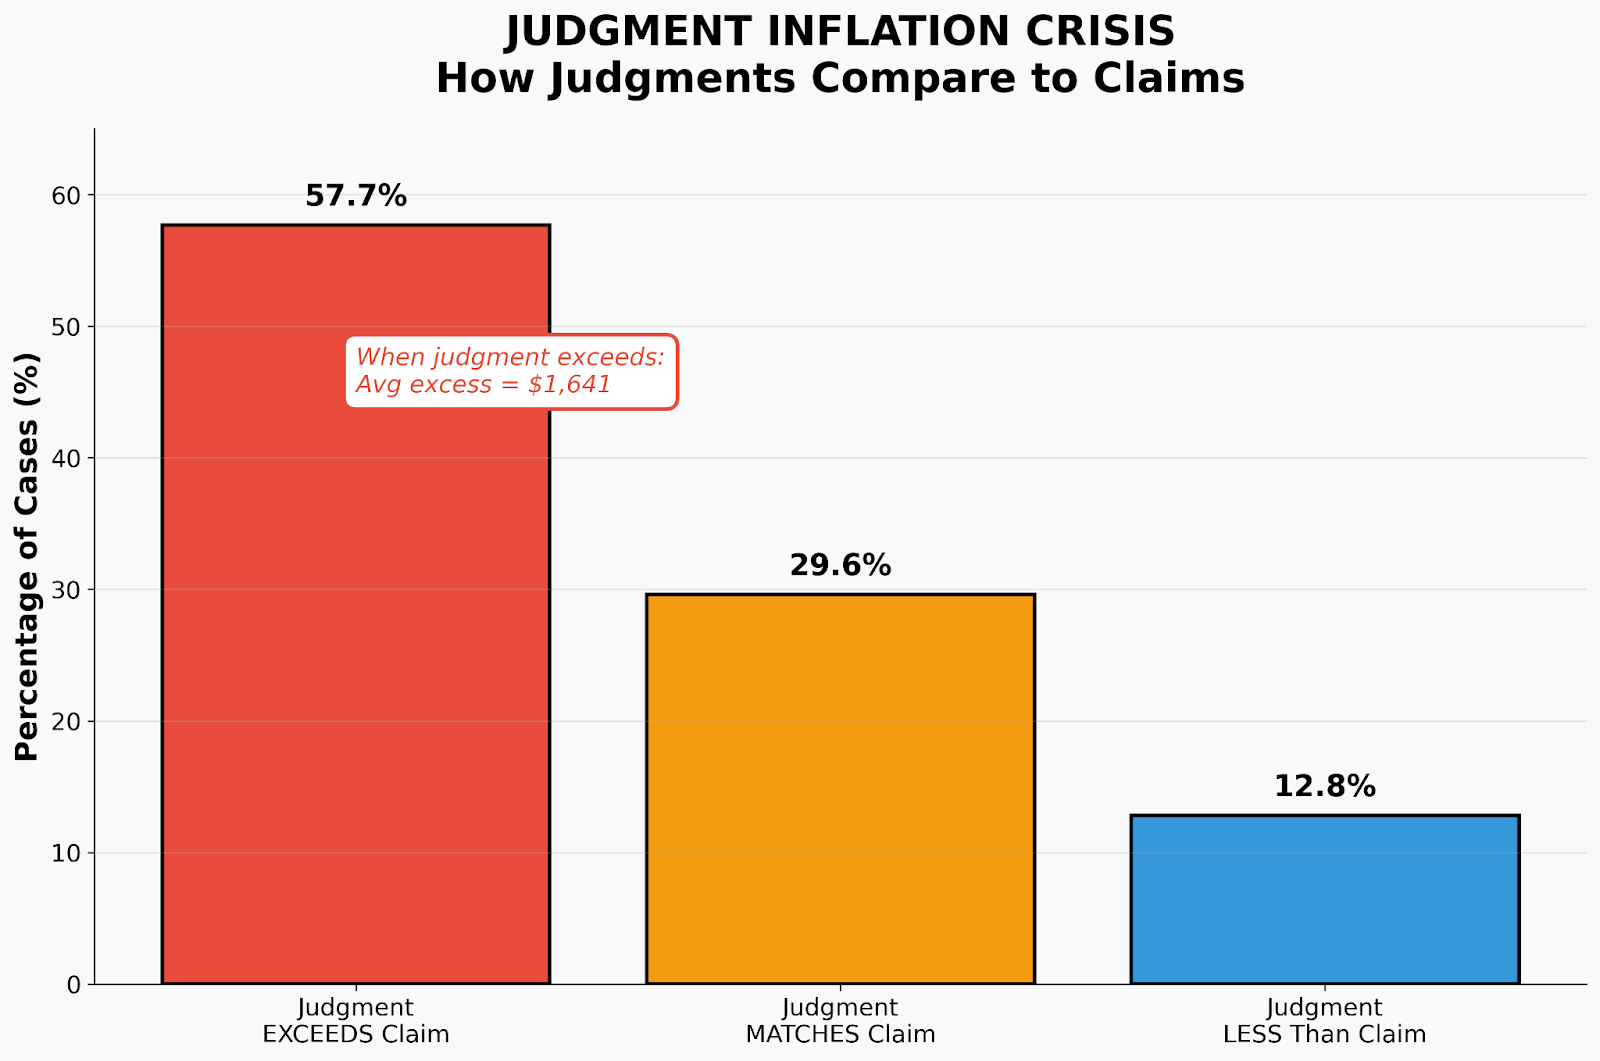 JUDGMENT INFLATION CRISIS
How Judgments Compare to Claims
Percentage of Cases (%)
60
50
40
30
20
10
0
57.7%
When judgment exceeds:
Avg excess = $1,641
29.6%
12.8%
Judgment
EXCEEDS Claim
Judgment
MATCHES Claim
Judgment
LESS Than Claim